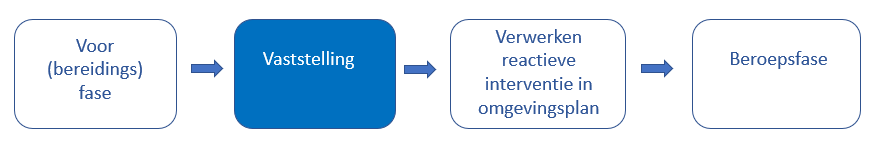 Voor
(bereidings)
fase
Vaststelling
Verwerken
reactieve
interventie in
omgevingsplan
Beroepsfase